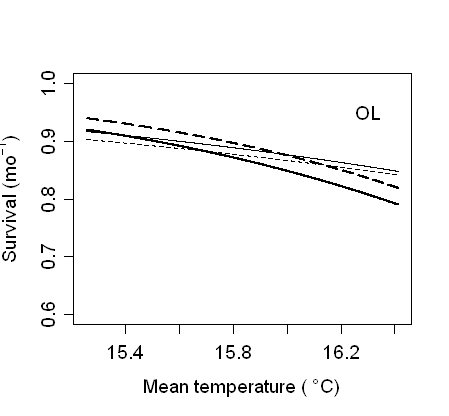 OL
1.0
0.9
0.8
0.7
0.6
Survival (mo⁻¹)
15.4 15.8 16.2
Mean temperature ( °C)